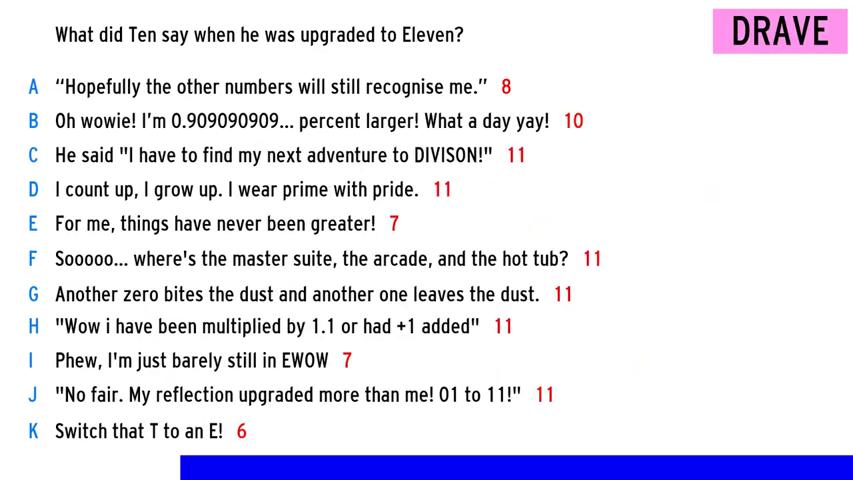 What did Ten say when he was upgraded to Eleven?
DRAVE
A “Hopefully the other numbers will still recognise me.” 8
B Oh wowie! I’m 0.909090909... percent larger! What a day yay! 10
C He said "I have to find my next adventure to DIVISON!" 11
D I count up, I grow up. I wear prime with pride. 11
E For me, things have never been greater! 7
F Sooooo... where's the master suite, the arcade, and the hot tub? 11
G Another zero bites the dust and another one leaves the dust. 11
H "Wow i have been multiplied by 1.1 or had +1 added" 11
I Phew, I'm just barely still in EWOW 7
J "No fair. My reflection upgraded more than me! 01 to 11!" 11
K Switch that T to an E! 6